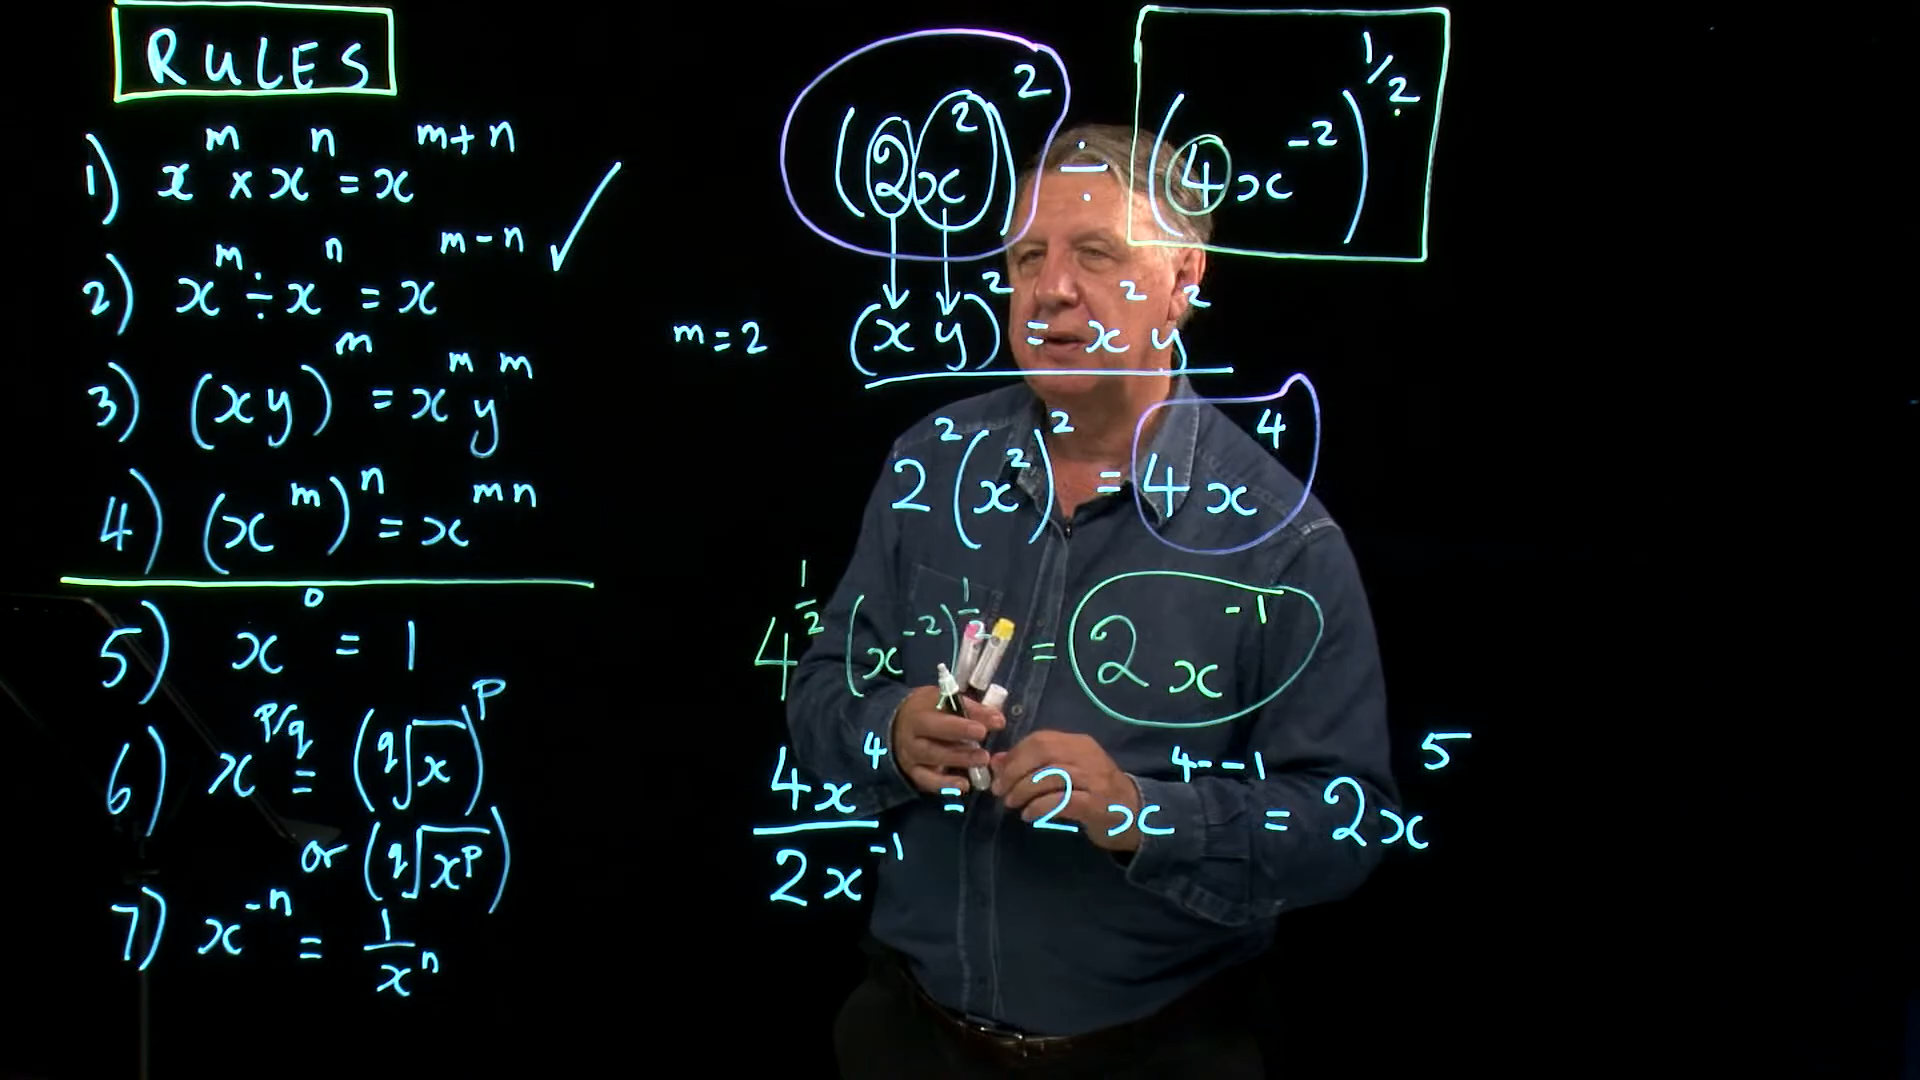 RULES
1) x^m × x^n = x^(m+n)
2) x^m ÷ x^n = x^(m-n) ✓
3) (xy)^m = x^m y^m
4) (x^m)^n = x^(mn)
5) x^0 = 1
6) x^(p/q) = (q√x)^p
or (q√x^p)
7) x^(-n) = 1/x^n
(2x^2)^2 ÷ (4x^(-2))^(1/2)
m=2 (xy)^2 = x^2 y^2
2^2 (x^2)^2 = 4x^4
4^(1/2) (x^(-2))^(1/2) = 2x^(-1)
4x^4/2x^(-1) = 2x^(4--1) = 2x^5